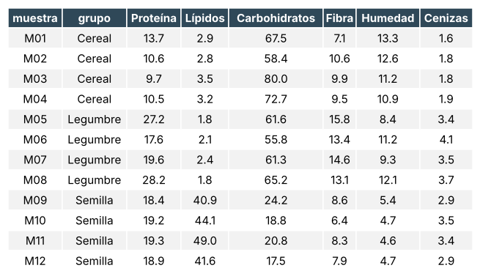 muestra grupo Proteína Lípidos Carbohidratos Fibra Humedad Cenizas
M01 Cereal 13.7 2.9 67.5 7.1 13.3 1.6
M02 Cereal 10.6 2.8 58.4 10.6 12.6 1.8
M03 Cereal 9.7 3.5 80.0 9.9 11.2 1.8
M04 Cereal 10.5 3.2 72.7 9.5 10.9 1.9
M05 Legumbre 27.2 1.8 61.6 15.8 8.4 3.4
M06 Legumbre 17.6 2.1 55.8 13.4 11.2 4.1
M07 Legumbre 19.6 2.4 61.3 14.6 9.3 3.5
M08 Legumbre 28.2 1.8 65.2 13.1 12.1 3.7
M09 Semilla 18.4 40.9 24.2 8.6 5.4 2.9
M10 Semilla 19.2 44.1 18.8 6.4 4.7 3.5
M11 Semilla 19.3 49.0 20.8 8.3 4.6 3.4
M12 Semilla 18.9 41.6 17.5 7.9 4.7 2.9